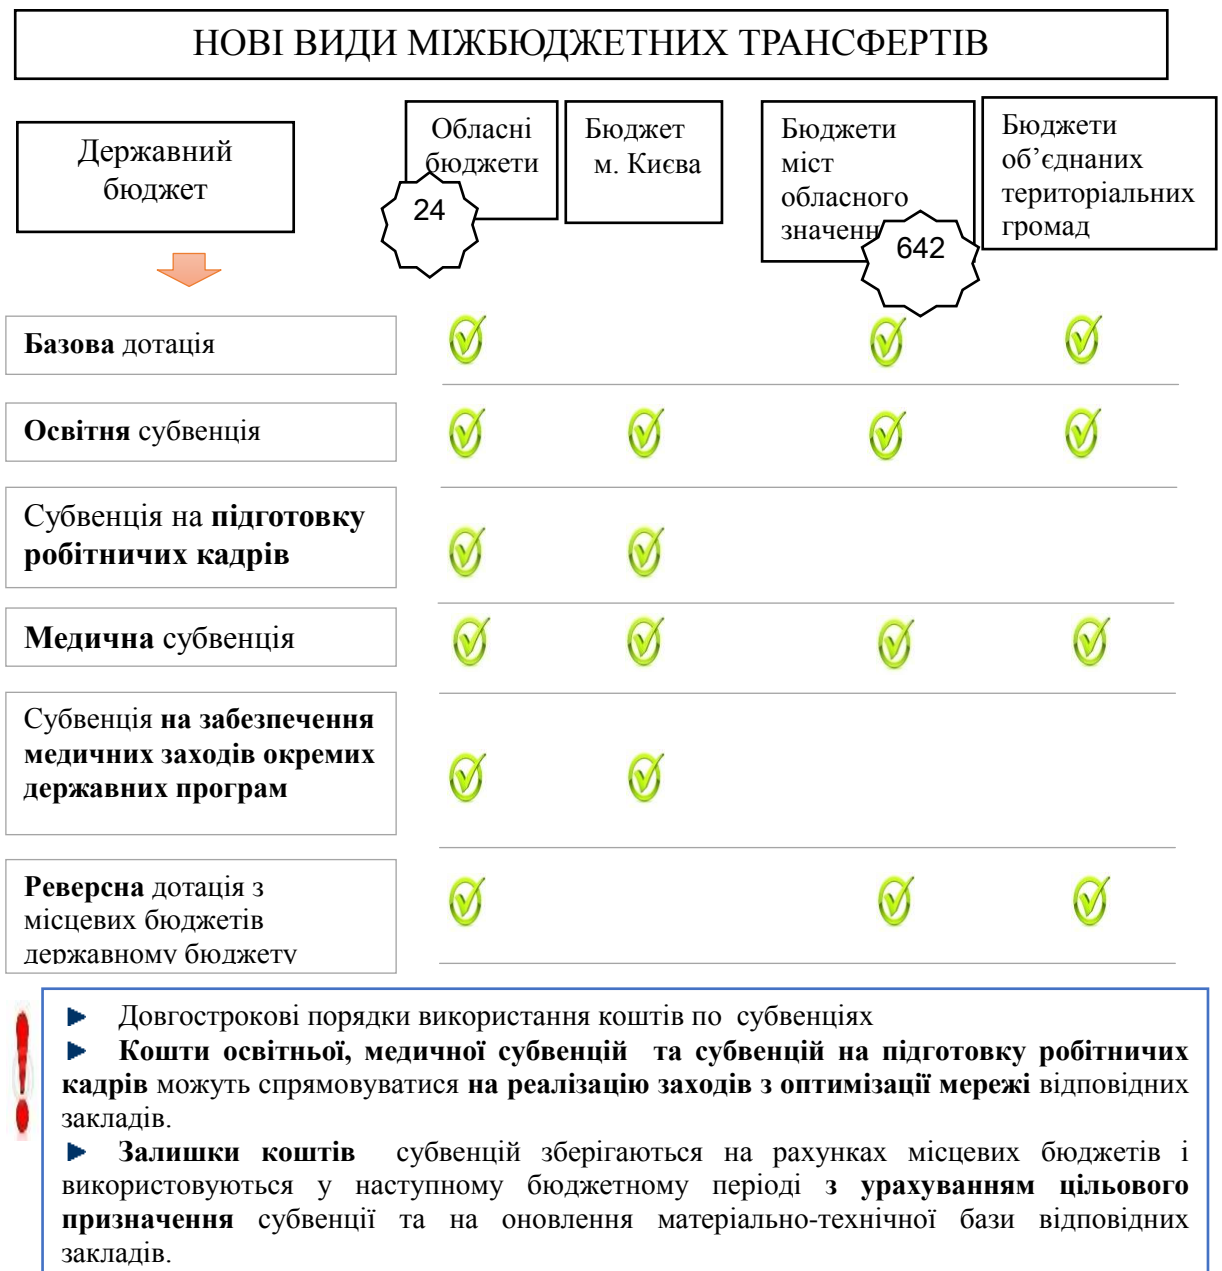 НОВІ ВИДИ МІЖБЮДЖЕТНИХ ТРАНСФЕРТІВ
Державний
бюджет
Обласні
бюджети
24
Бюджет
м. Києва
Бюджети
міст
обласного
значенн
642
Бюджети
об’єднаних
територіальних
громад
Базова дотація
Освітня субвенція
Субвенція на підготовку
робітничих кадрів
Медична субвенція
Субвенція на забезпечення
медичних заходів окремих
державних програм
Реверсна дотація з
місцевих бюджетів
державному бюджету
Довгострокові порядки використання коштів по субвенціях
Кошти освітньої, медичної субвенцій та субвенцій на підготовку робітничих
кадрів можуть спрямовуватися на реалізацію заходів з оптимізації мережі відповідних
закладів.
Залишки коштів субвенцій зберігаються на рахунках місцевих бюджетів і
використовуються у наступному бюджетному періоді з урахуванням цільового
призначення субвенції та на оновлення матеріально-технічної бази відповідних
закладів.